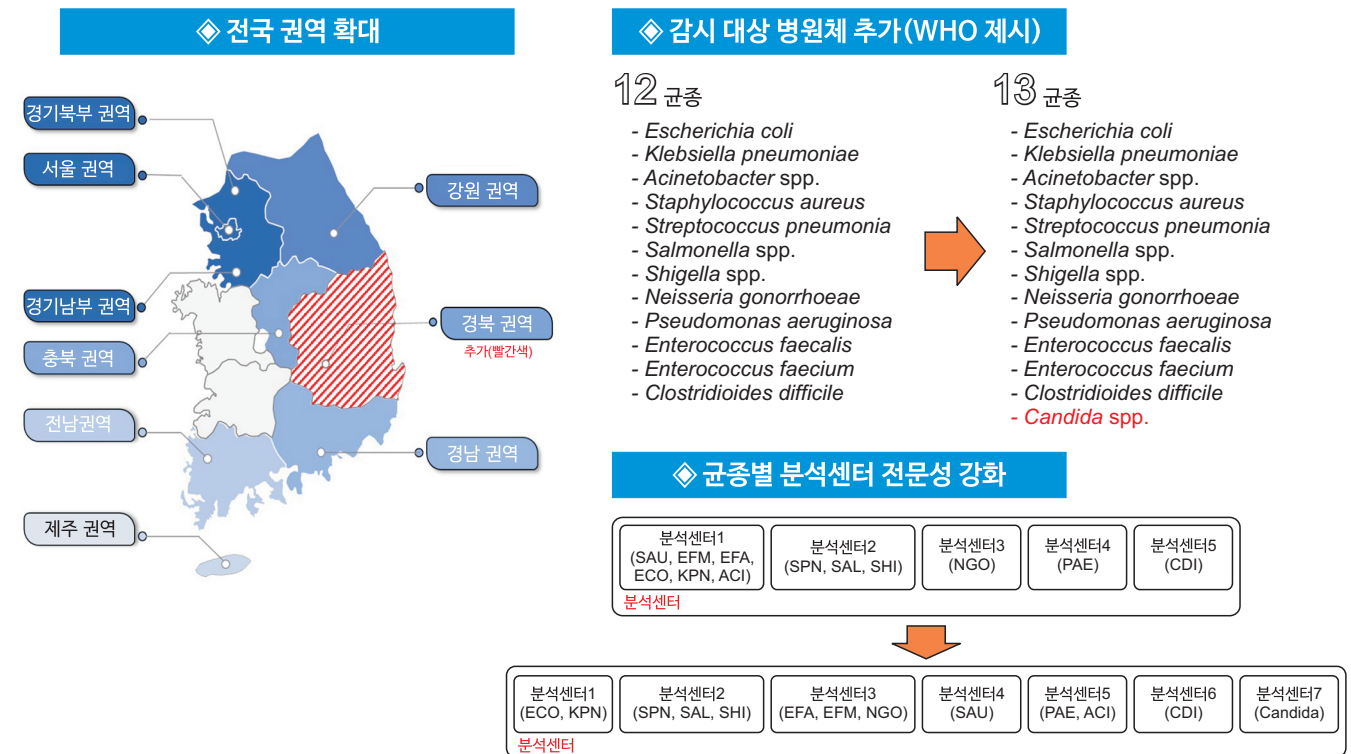 ◈ 전국 권역 확대
경기북부 권역
서울 권역
강원 권역
경기남부 권역
경북 권역
추가(빨간색)
충북 권역
전남권역
경남 권역
제주 권역
◈ 감시 대상 병원체 추가(WHO 제시)
12 균종
- Escherichia coli
- Klebsiella pneumoniae
- Acinetobacter spp.
- Staphylococcus aureus
- Streptococcus pneumonia
- Salmonella spp.
- Shigella spp.
- Neisseria gonorrhoeae
- Pseudomonas aeruginosa
- Enterococcus faecalis
- Enterococcus faecium
- Clostridioides difficile
13 균종
- Escherichia coli
- Klebsiella pneumoniae
- Acinetobacter spp.
- Staphylococcus aureus
- Streptococcus pneumonia
- Salmonella spp.
- Shigella spp.
- Neisseria gonorrhoeae
- Pseudomonas aeruginosa
- Enterococcus faecalis
- Enterococcus faecium
- Clostridioides difficile
- Candida spp.
◈ 균종별 분석센터 전문성 강화
분석센터1
(SAU, EFM, EFA,
ECO, KPN, ACI)
분석센터2
(SPN, SAL, SHI)
분석센터3
(NGO)
분석센터4
(PAE)
분석센터5
(CDI)
분석센터
분석센터1
(ECO, KPN)
분석센터2
(SPN, SAL, SHI)
분석센터3
(EFA, EFM, NGO)
분석센터4
(SAU)
분석센터5
(PAE, ACI)
분석센터6
(CDI)
분석센터7
(Candida)
분석센터